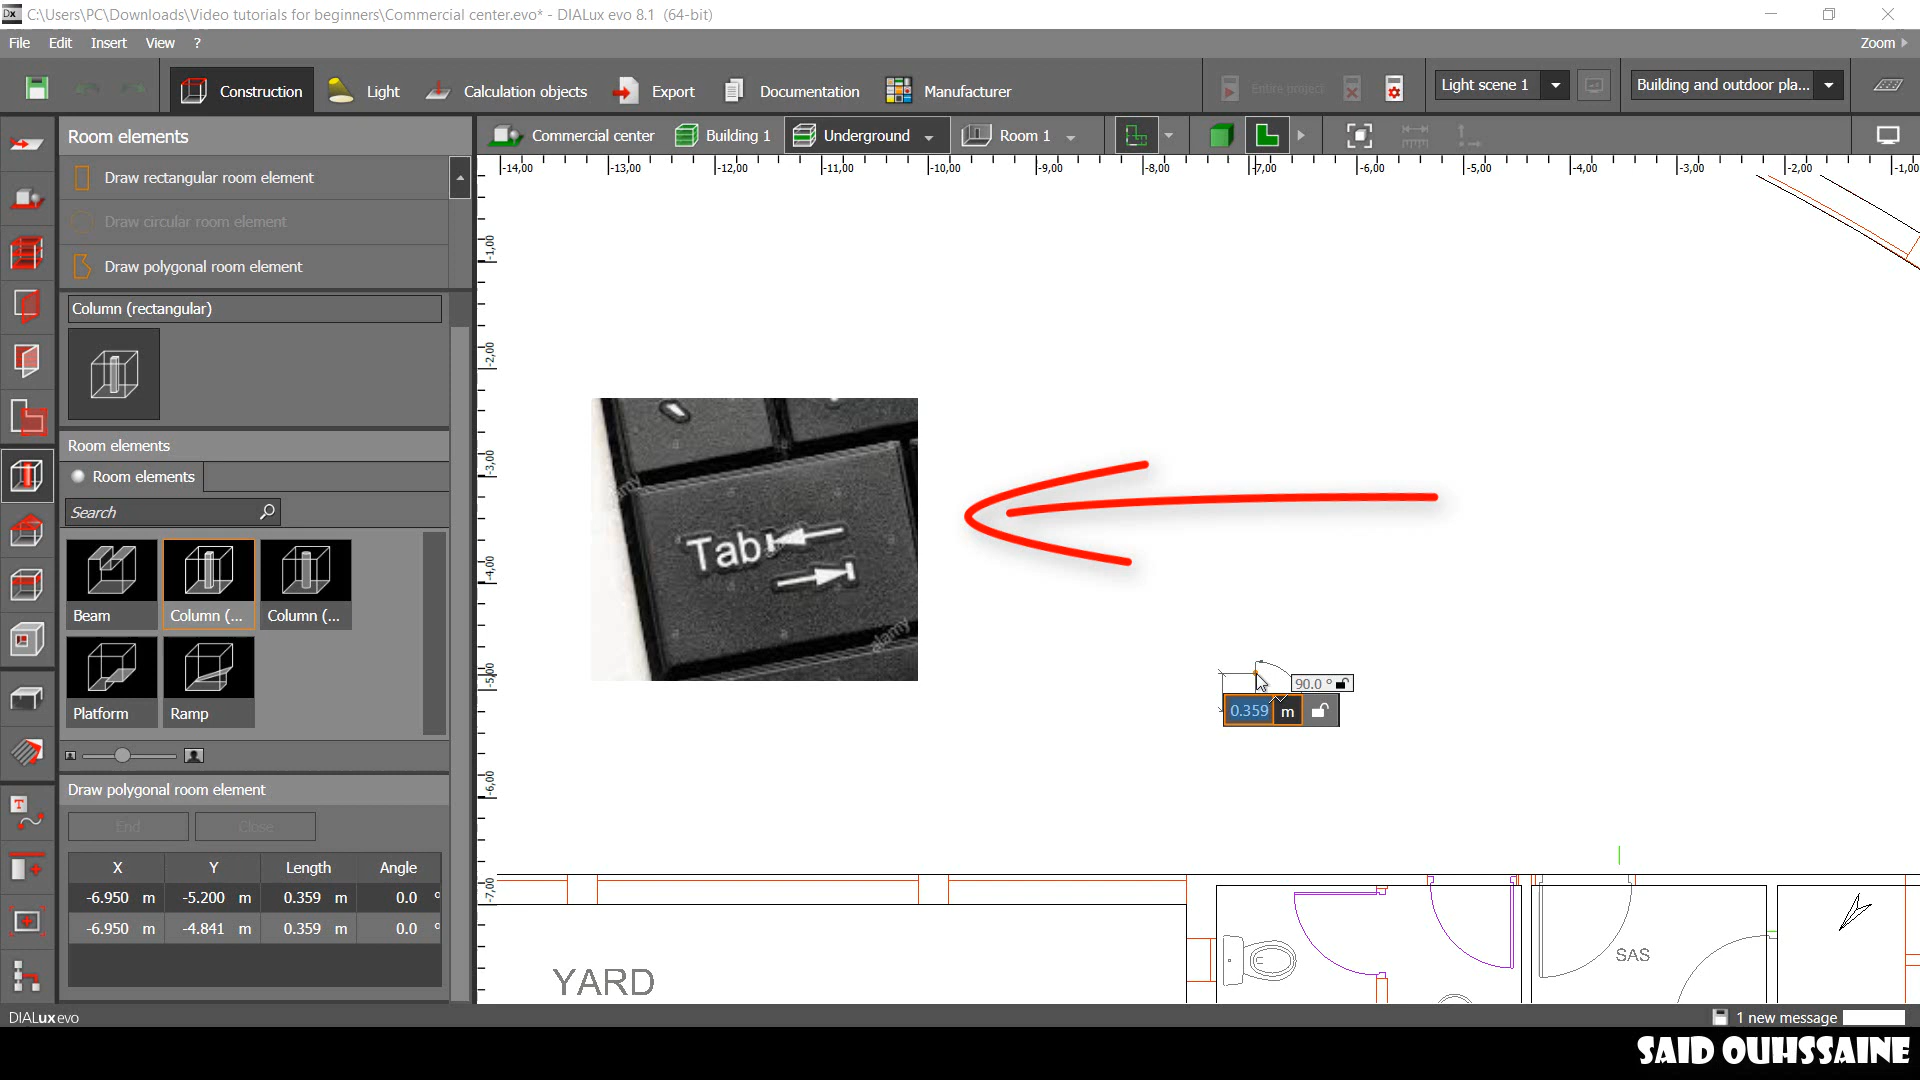 C:\Users\PC\Downloads\Video tutorials for beginners\Commercial center.evo* - DIALux evo 8.1 (64-bit)
File Edit Insert View ?
Zoom
Construction Light Calculation objects Export Documentation Manufacturer
Entire project
Light scene 1
Building and outdoor pla...
Room elements
Commercial center Building 1 Underground Room 1
-14,00 -13,00 -12,00 -11,00 -10,00 -9,00 -8,00 -7,00 -6,00 -5,00 -4,00 -3,00 -2,00 -1,00
Draw rectangular room element
Draw circular room element
Draw polygonal room element
-1,00
-2,00
-3,00
-4,00
-5,00
-6,00
-7,00
Column (rectangular)
Room elements
Room elements
Search
Beam
Column (...
Column (...
Platform
Ramp
Tab
alamy
90.0 °
0.359 m
Draw polygonal room element
End Close
X Y Length Angle
-6.950 m -5.200 m 0.359 m 0.0 °
-6.950 m -4.841 m 0.359 m 0.0 °
YARD
SAS
DIALux evo
1 new message
SAID OUHSSAINE